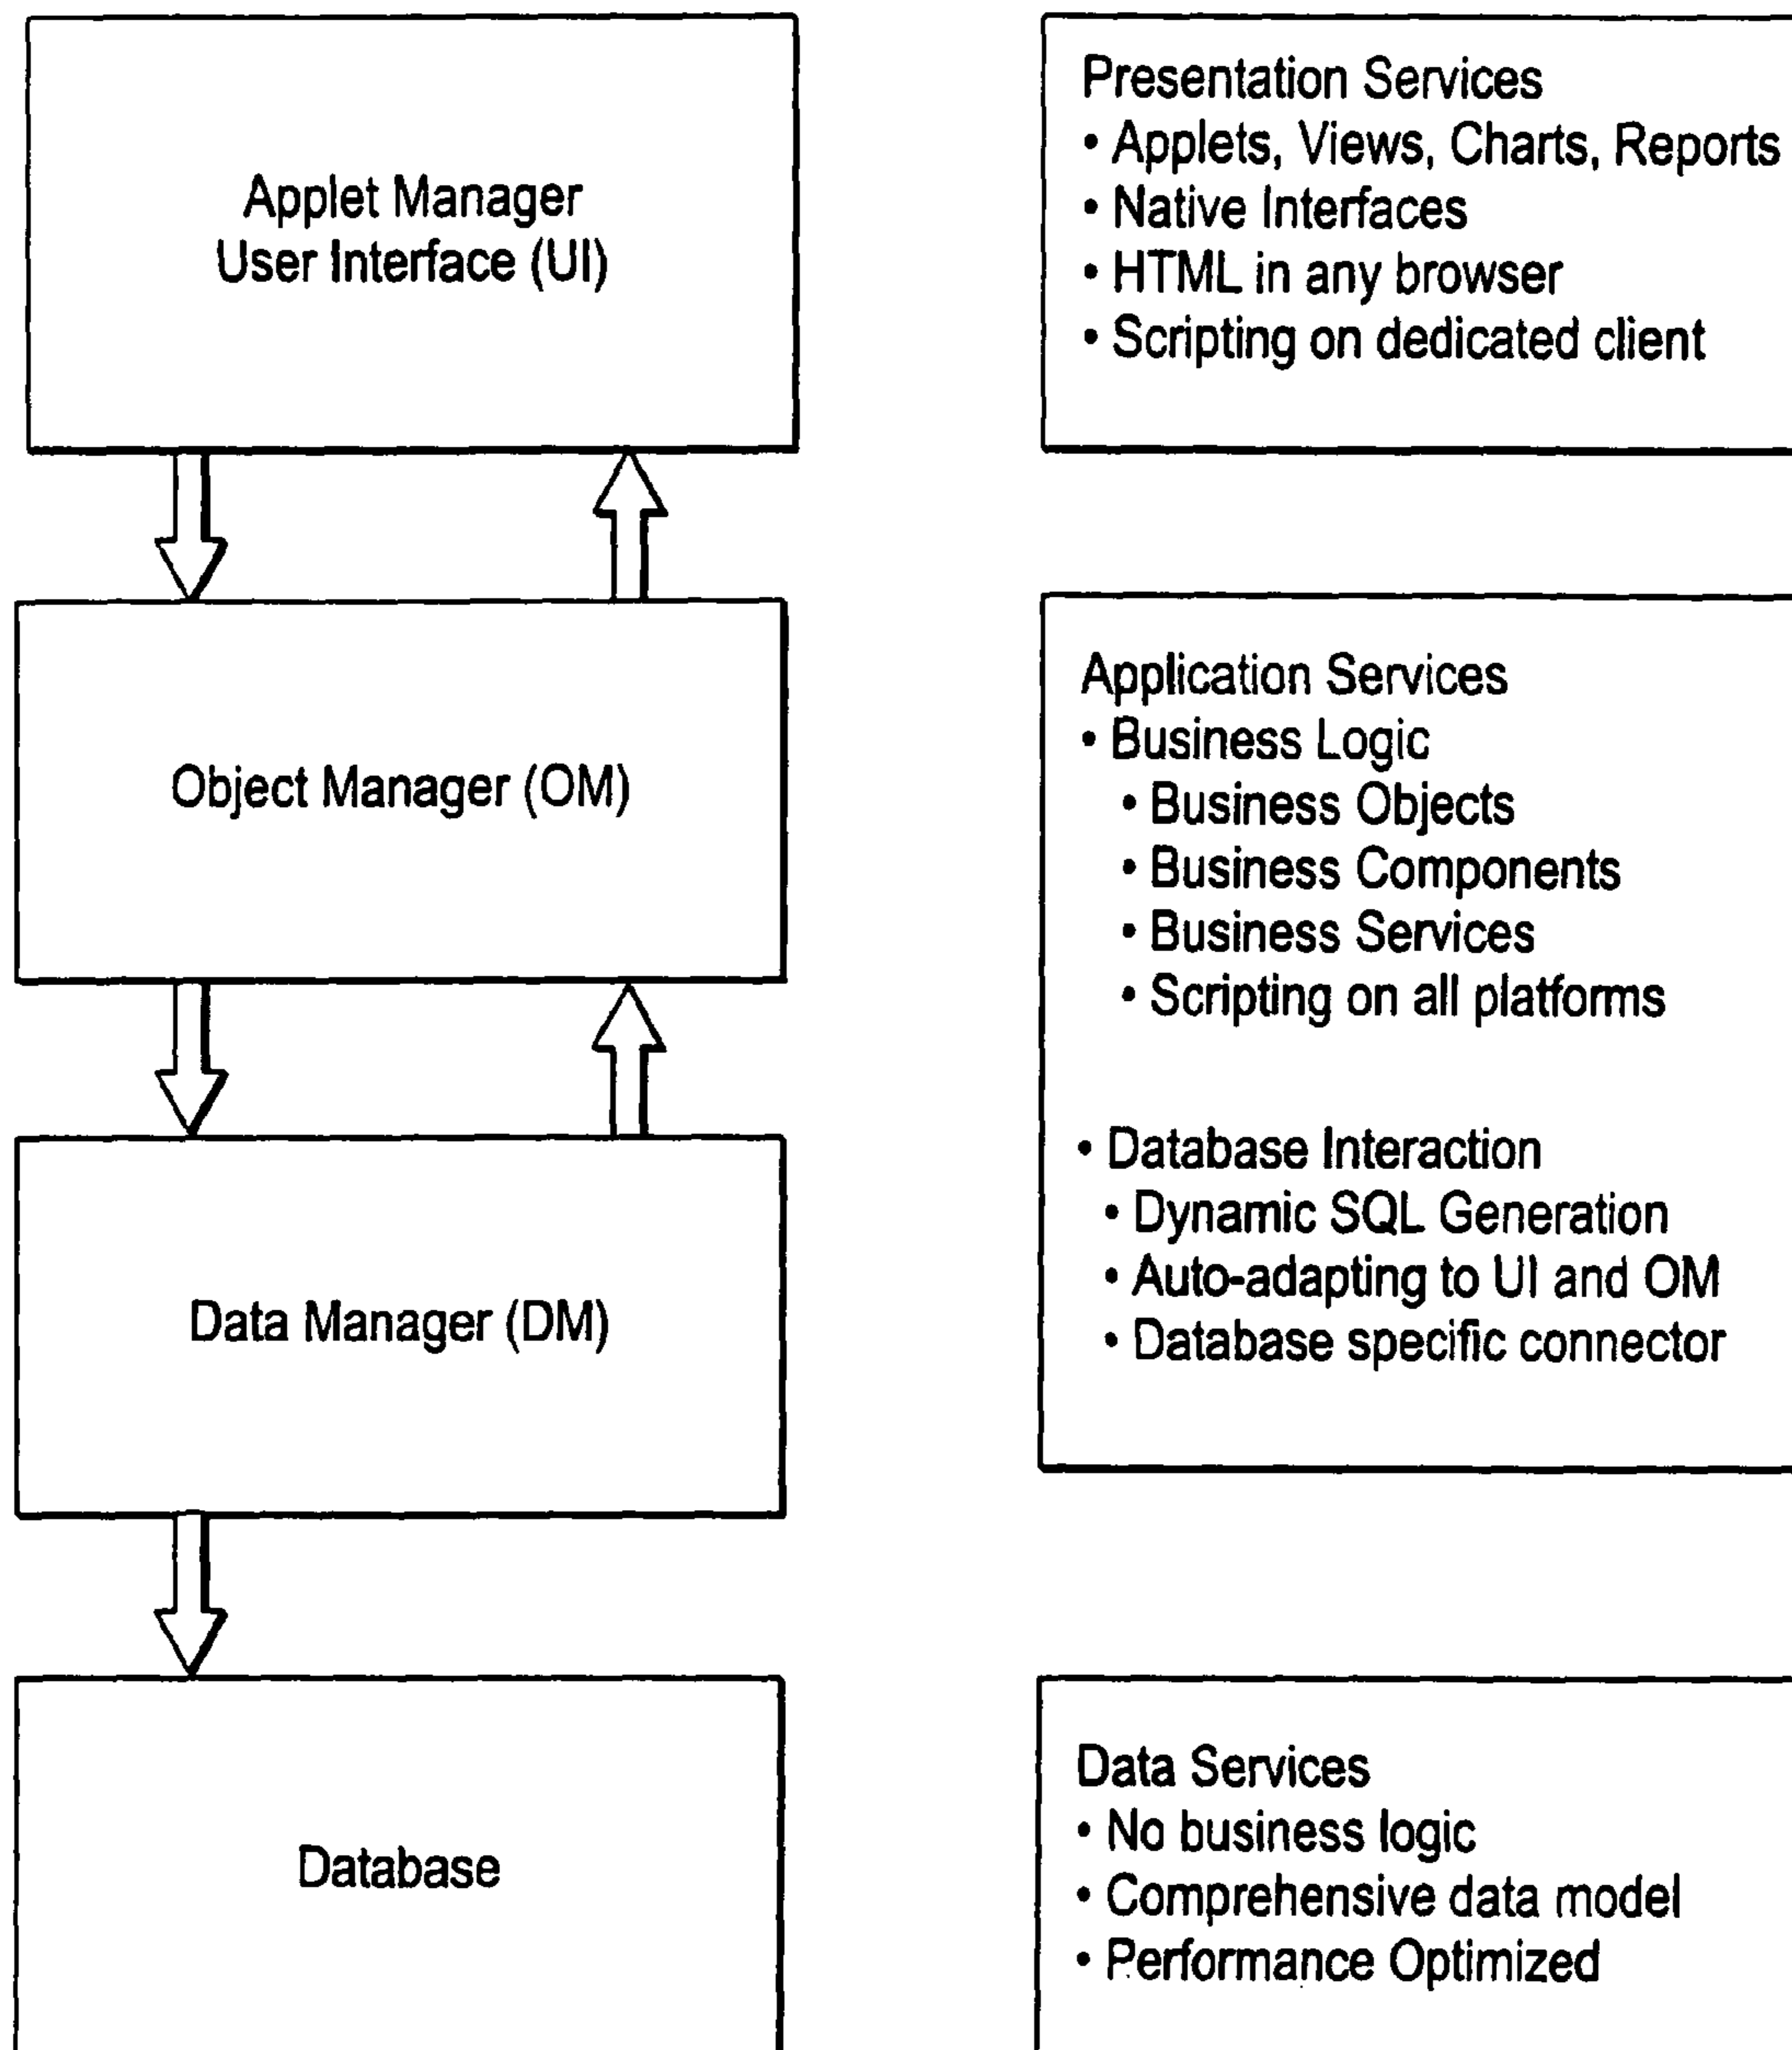 Applet Manager
User Interface (UI)
Presentation Services
• Applets, Views, Charts, Reports
• Native Interfaces
• HTML in any browser
• Scripting on dedicated client
Object Manager (OM)
Application Services
• Business Logic
• Business Objects
• Business Components
• Business Services
• Scripting on all platforms
• Database Interaction
• Dynamic SQL Generation
• Auto-adapting to UI and OM
• Database specific connector
Data Manager (DM)
Database
Data Services
• No business logic
• Comprehensive data model
• Performance Optimized